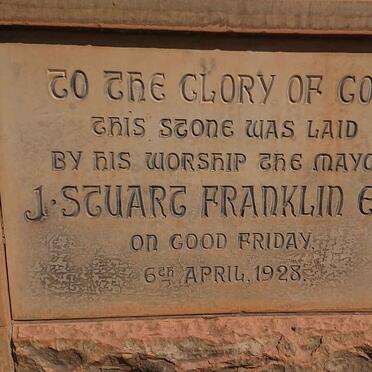 TO THE GLORY OF GO
THIS STONE WAS LAID
BY HIS WORSHIP THE MAYO
J. STUART FRANKLIN E
ON GOOD FRIDAY.
6th APRIL, 1928.